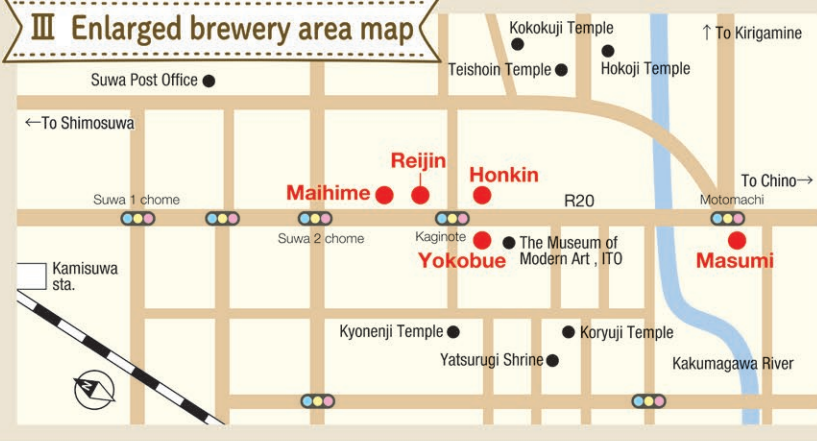 III Enlarged brewery area map
Kokokuji Temple
↑ To Kirigamine
Teishoin Temple
Hokoji Temple
Suwa Post Office
←To Shimosuwa
Reijin
Honkin
Maihime
To Chino→
Suwa 1 chome
R20
Motomachi
Suwa 2 chome
Kaginote
Yokobue
The Museum of
Modern Art , ITO
Masumi
Kamisuwa
sta.
Kyonenji Temple
Koryuji Temple
Yatsurugi Shrine
Kakumagawa River
N